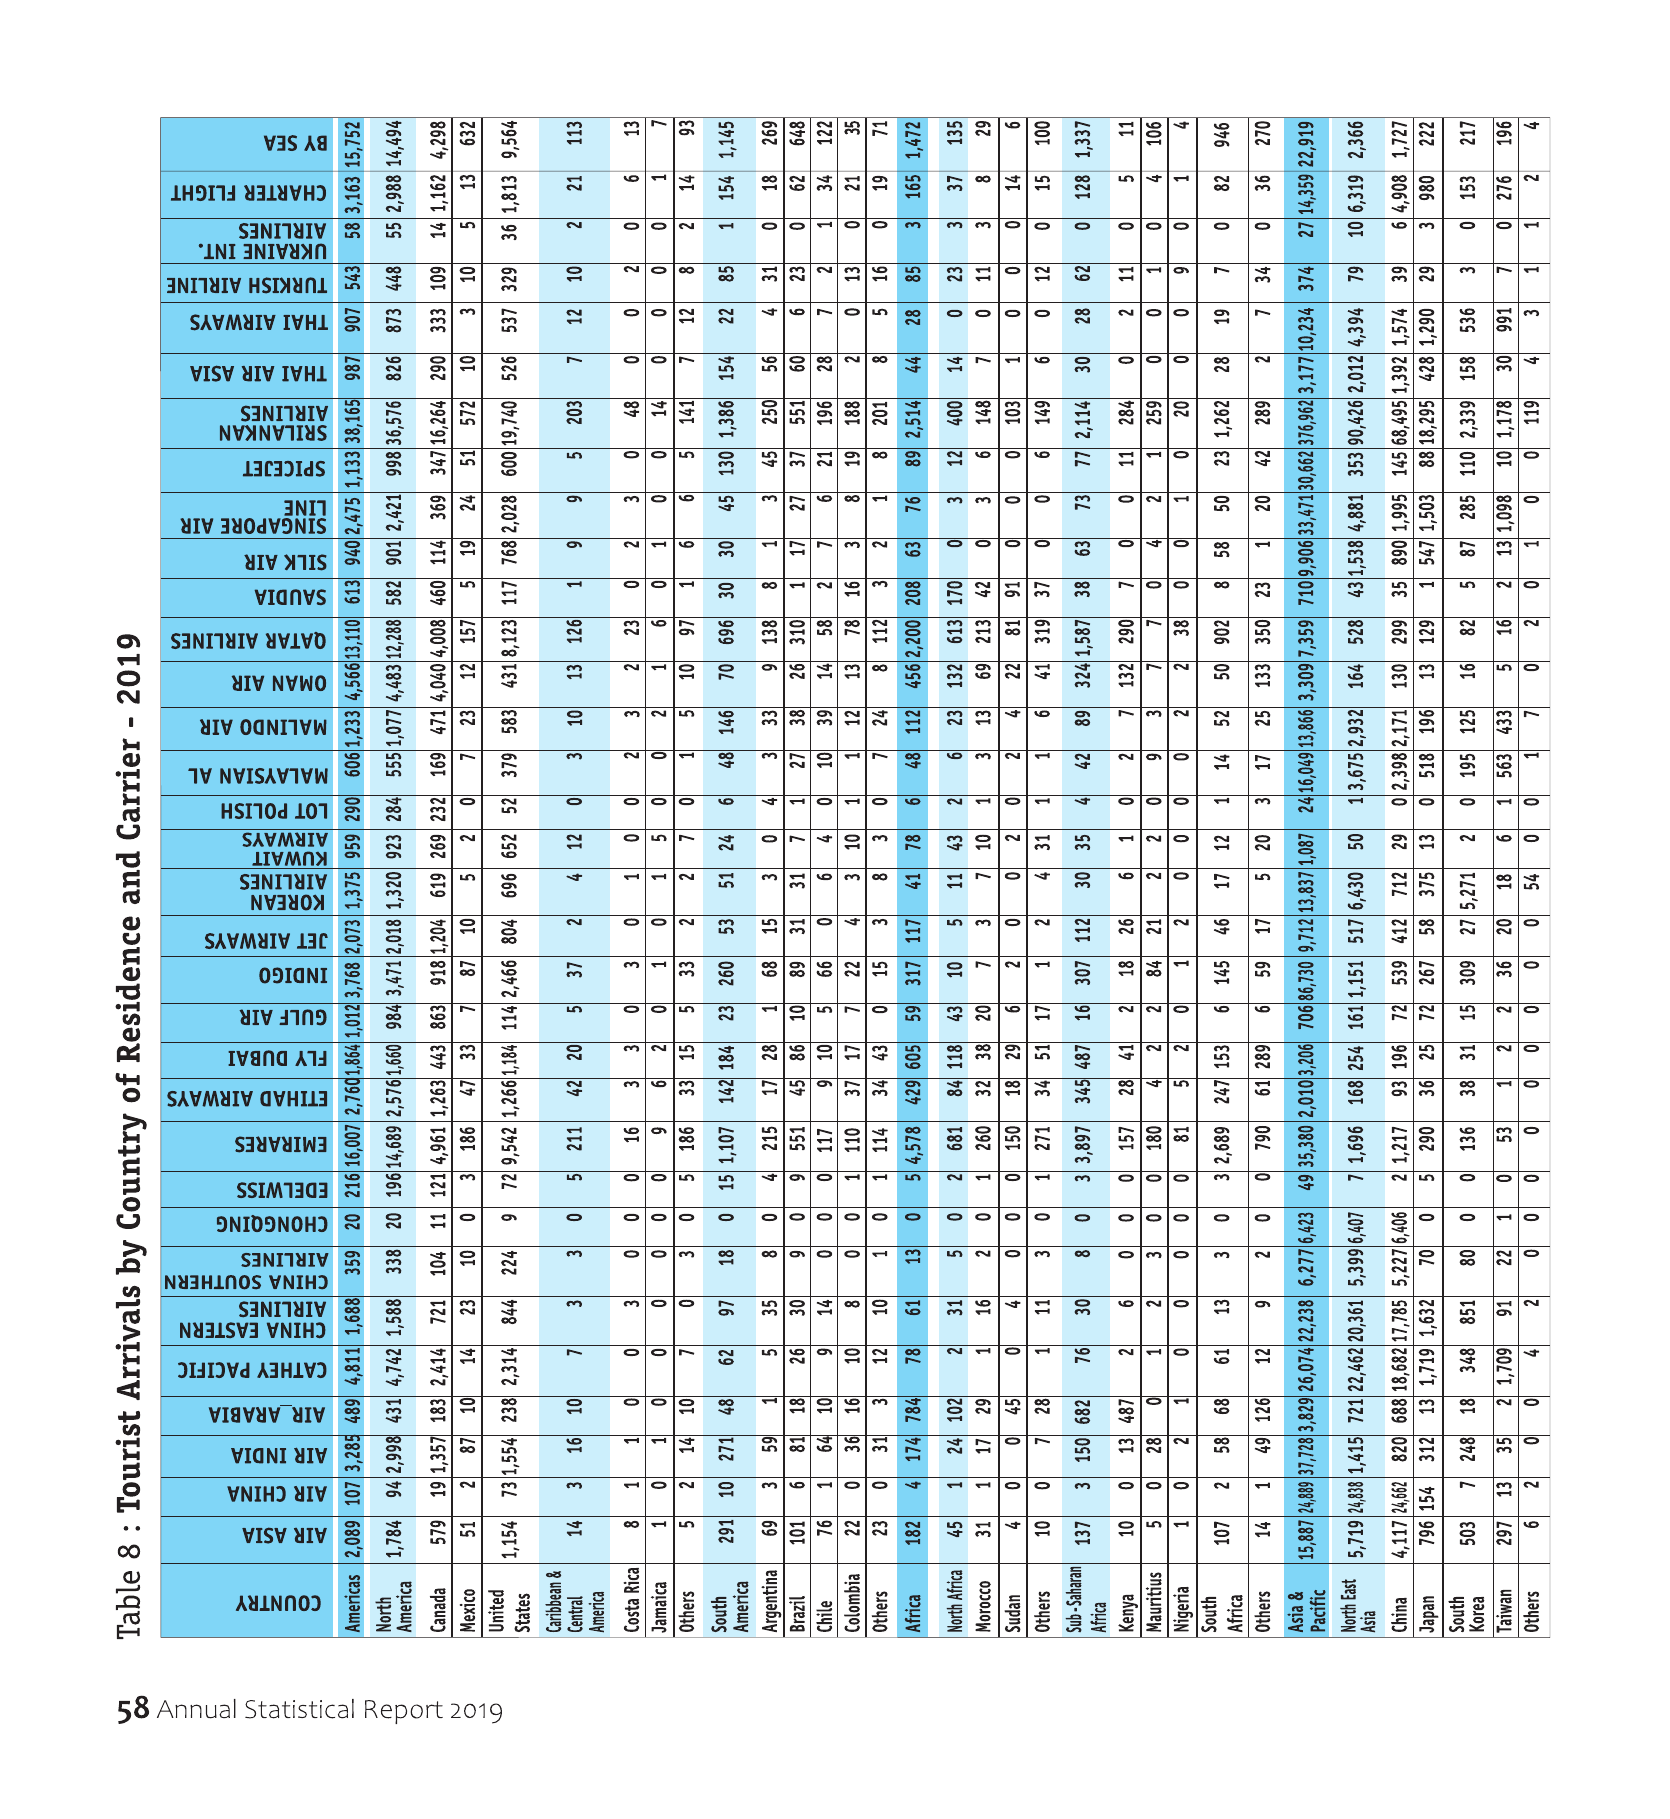 Table 8 : Tourist Arrivals by Country of Residence and Carrier - 2019
COUNTRY AIR ASIA AIR CHINA AIR INDIA AIR_ARABIA CATHEY PACIFIC CHINA EASTERN AIRLINES CHINA SOUTHERN AIRLINES CHONGQING EDELWISS EMIRARES ETIHAD AIRWAYS FLY DUBAI GULF AIR INDIGO JET AIRWAYS KOREAN AIRLINES KUWAIT AIRWAYS LOT POLISH MALAYSIAN AL MALINDO AIR OMAN AIR QATAR AIRLINES SAUDIA SILK AIR SINGAPORE AIR LINE SPICEJET SRILANKAN AIRLINES THAI AIR ASIA THAI AIRWAYS TURKISH AIRLINE UKRAINE INT. AIRLINES CHARTER FLIGHT BY SEA
Americas 2,089 107 3,285 489 4,811 1,688 359 20 216 16,007 2,760 1,864 1,012 3,768 2,073 1,375 959 290 606 1,233 4,566 13,110 613 940 2,475 1,133 38,165 987 907 543 58 3,163 15,752
North America 1,784 94 2,998 431 4,742 1,588 338 20 196 14,689 2,576 1,660 984 3,471 2,018 1,320 923 284 555 1,077 4,483 12,288 582 901 2,421 998 36,576 826 873 448 55 2,988 14,494
Canada 579 19 1,357 183 2,414 721 104 11 121 4,961 1,263 443 863 918 1,204 619 269 232 169 471 4,040 4,008 460 114 369 347 16,264 290 333 109 14 1,162 4,298
Mexico 51 2 87 10 14 23 10 0 3 186 47 33 7 87 10 5 2 0 7 23 12 157 5 19 24 51 572 10 3 10 5 13 632
United States 1,154 73 1,554 238 2,314 844 224 9 72 9,542 1,266 1,184 114 2,466 804 696 652 52 379 583 431 8,123 117 768 2,028 600 19,740 526 537 329 36 1,813 9,564
Caribbean & Central America 14 3 16 10 7 3 3 0 5 211 42 20 5 37 2 4 12 0 3 10 13 126 1 9 9 5 203 7 12 10 2 21 113
Costa Rica 8 1 1 0 0 3 0 0 0 16 3 3 0 3 0 1 0 0 2 3 2 23 0 2 3 0 48 0 0 2 0 6 13
Jamaica 1 0 1 0 0 0 0 0 0 9 6 2 0 1 0 1 5 0 0 2 1 6 0 1 0 0 14 0 0 0 0 1 7
Others 5 2 14 10 7 0 3 0 5 186 33 15 5 33 2 2 7 0 1 5 10 97 1 6 6 5 141 7 12 8 2 14 93
South America 291 10 271 48 62 97 18 0 15 1,107 142 184 23 260 53 51 24 6 48 146 70 696 30 30 45 130 1,386 154 22 85 1 154 1,145
Argentina 69 3 59 1 5 35 8 0 4 215 17 28 1 68 15 3 0 4 3 33 9 138 8 1 3 45 250 56 4 31 0 18 269
Brazil 101 6 81 18 26 30 9 0 9 551 45 86 10 89 31 31 7 1 27 38 26 310 1 17 27 37 551 60 6 23 0 62 648
Chile 76 1 64 10 9 14 0 0 0 117 9 10 5 66 0 6 4 0 10 39 14 58 2 7 6 21 196 28 7 2 1 34 122
Colombia 22 0 36 16 10 8 0 0 1 110 37 17 7 22 4 3 10 1 1 12 13 78 16 3 8 19 188 2 0 13 0 21 35
Others 23 0 31 3 12 10 1 0 1 114 34 43 0 15 3 8 3 0 7 24 8 112 3 2 1 8 201 8 5 16 0 19 71
Africa 182 4 174 784 78 61 13 0 5 4,578 429 605 59 317 117 41 78 6 48 112 456 2,200 208 63 76 89 2,514 44 28 85 3 165 1,472
North Africa 45 1 24 102 2 31 5 0 2 681 84 118 43 10 5 11 43 2 6 23 132 613 170 0 3 12 400 14 0 23 3 37 135
Morocco 31 1 17 29 1 16 2 0 1 260 32 38 20 7 3 7 10 1 3 13 69 213 42 0 3 6 148 7 0 11 3 8 29
Sudan 4 0 0 45 0 4 0 0 0 150 18 29 6 2 0 0 2 0 2 4 22 81 91 0 0 0 103 1 0 0 0 14 6
Others 10 0 7 28 1 11 3 0 1 271 34 51 17 1 2 4 31 1 1 6 41 319 37 0 0 6 149 6 0 12 0 15 100
Sub-Saharan Africa 137 3 150 682 76 30 8 0 3 3,897 345 487 16 307 112 30 35 4 42 89 324 1,587 38 63 73 77 2,114 30 28 62 0 128 1,337
Kenya 10 0 13 487 2 6 0 0 0 157 28 41 2 18 26 6 1 0 2 7 132 290 7 0 0 11 284 0 2 11 0 5 11
Mauritius 5 0 28 0 1 2 3 0 0 180 4 2 2 84 21 2 2 0 9 3 7 7 0 4 2 1 259 0 0 1 0 4 106
Nigeria 1 0 2 1 0 0 0 0 0 81 5 2 0 1 2 0 0 0 0 2 2 38 0 0 1 0 20 0 0 9 0 1 4
South Africa 107 2 58 68 61 13 3 0 3 2,689 247 153 6 145 46 17 12 1 14 52 50 902 8 58 50 23 1,262 28 19 7 0 82 946
Others 14 1 49 126 12 9 2 0 0 790 61 289 6 59 17 5 20 3 17 25 133 350 23 1 20 42 289 2 7 34 0 36 270
Asia & Pacific 15,887 24,889 37,728 3,829 26,074 22,238 6,277 6,423 49 35,380 2,010 3,206 706 86,730 9,712 13,837 1,087 24 16,049 13,866 3,309 7,359 710 9,906 33,471 30,662 376,962 3,177 10,234 374 27 14,359 22,919
North East Asia 5,719 24,838 1,415 721 22,462 20,361 5,399 6,407 7 1,696 168 254 161 1,151 517 6,430 50 1 3,675 2,932 164 528 43 1,538 4,881 353 90,426 2,012 4,394 79 10 6,319 2,366
China 4,117 24,662 820 688 18,682 17,785 5,227 6,406 2 1,217 93 196 72 539 412 712 29 0 2,398 2,171 130 299 35 890 1,995 145 68,495 1,392 1,574 39 6 4,908 1,727
Japan 796 154 312 13 1,719 1,632 70 0 5 290 36 25 72 267 58 375 13 0 518 196 13 129 1 547 1,503 88 18,295 428 1,290 29 3 980 222
South Korea 503 7 248 18 348 851 80 0 0 136 38 31 15 309 27 5,271 2 0 195 125 16 82 5 87 285 110 2,339 158 536 3 0 153 217
Taiwan 297 13 35 2 1,709 91 22 1 0 53 1 2 2 36 20 18 6 1 563 433 5 16 2 13 1,098 10 1,178 30 991 7 0 276 196
Others 6 2 0 0 4 2 0 0 0 0 0 0 0 0 0 54 0 0 1 7 0 2 0 1 0 0 119 4 3 1 1 2 4
58 Annual Statistical Report 2019